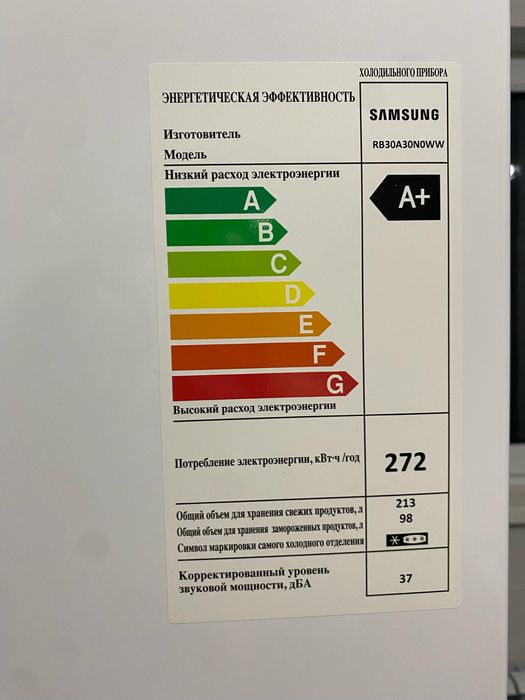 ЭНЕРГЕТИЧЕСКАЯ ЭФФЕКТИВНОСТЬ ХОЛОДИЛЬНОГО ПРИБОРА
Изготовитель SAMSUNG
Модель RB30A30N0WW
Низкий расход электроэнергии
A A+
B
C
D
E
F
G
Высокий расход электроэнергии
Потребление электроэнергии, кВт·ч /год 272
Общий объем для хранения свежих продуктов, л 213
Общий объем для хранения замороженных продуктов, л 98
Символ маркировки самого холодного отделения * ***
Корректированный уровень
звуковой мощности, дБА 37